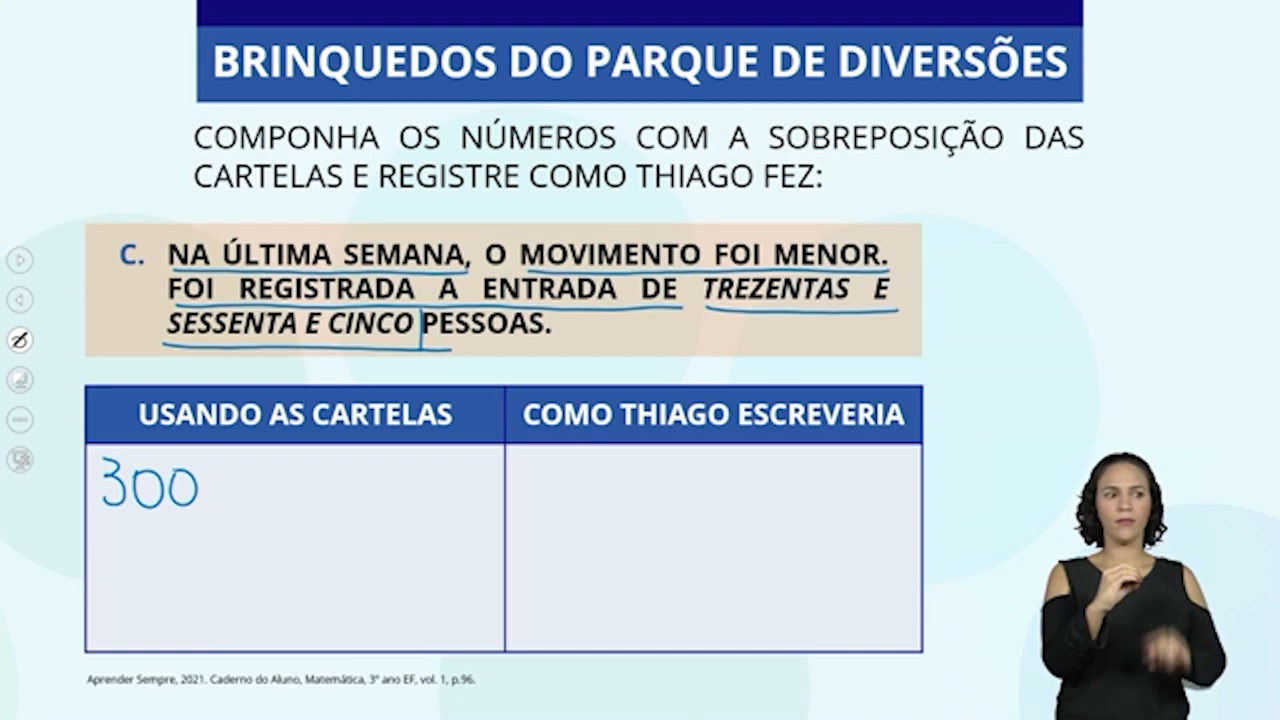 BRINQUEDOS DO PARQUE DE DIVERSÕES
COMPONHA OS NÚMEROS COM A SOBREPOSIÇÃO DAS
CARTELAS E REGISTRE COMO THIAGO FEZ:
C. NA ÚLTIMA SEMANA, O MOVIMENTO FOI MENOR.
FOI REGISTRADA A ENTRADA DE TREZENTAS E
SESSENTA E CINCO PESSOAS.
USANDO AS CARTELAS
COMO THIAGO ESCREVERIA
300
Aprender Sempre, 2021. Caderno do Aluno, Matemática, 3º ano EF, vol. 1, p.96.